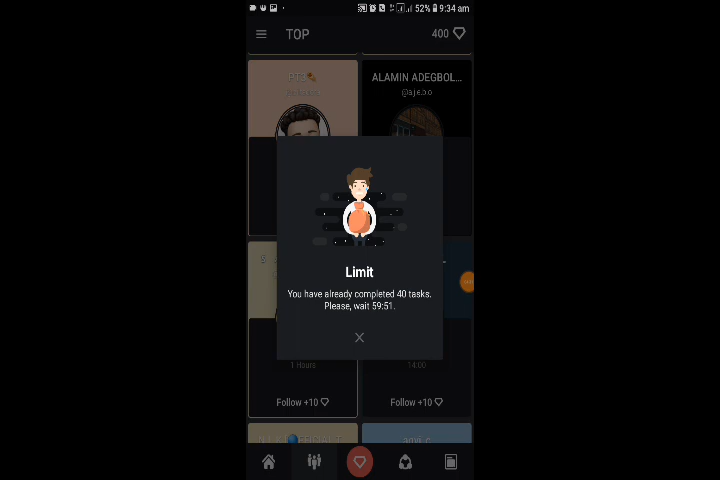 52% 9:34 am
TOP
400
ALAMIN ADEGBOL...
Limit
You have already completed 40 tasks.
Please, wait 59:51.
1 Hours
14:00
Follow +10
Follow +10